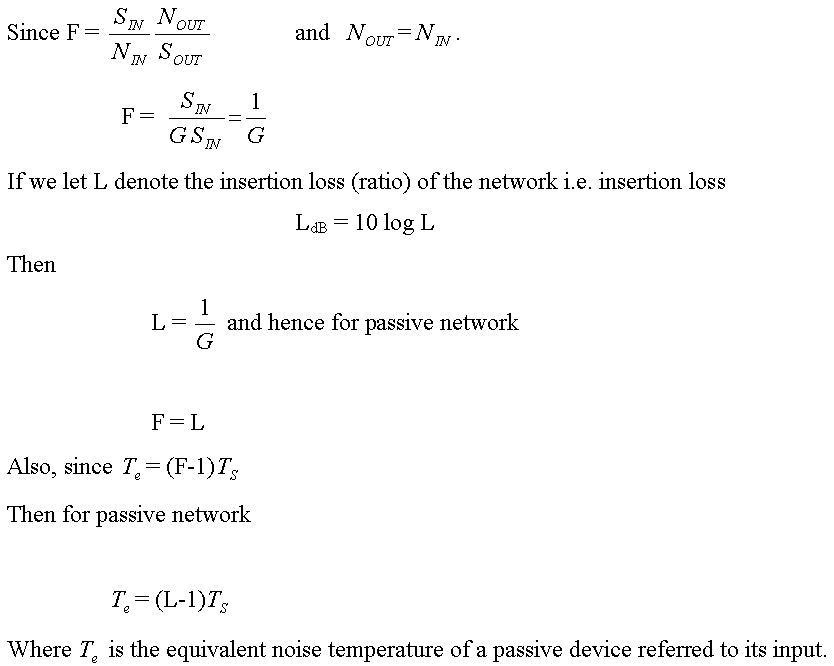 Since F = \frac{S_{IN}}{N_{IN}} \frac{N_{OUT}}{S_{OUT}} and N_{OUT} = N_{IN} .
F = \frac{S_{IN}}{G S_{IN}} = \frac{1}{G}
If we let L denote the insertion loss (ratio) of the network i.e. insertion loss
L_{dB} = 10 log L
Then
L = \frac{1}{G} and hence for passive network
F = L
Also, since T_e = (F-1)T_S
Then for passive network
T_e = (L-1)T_S
Where T_e is the equivalent noise temperature of a passive device referred to its input.